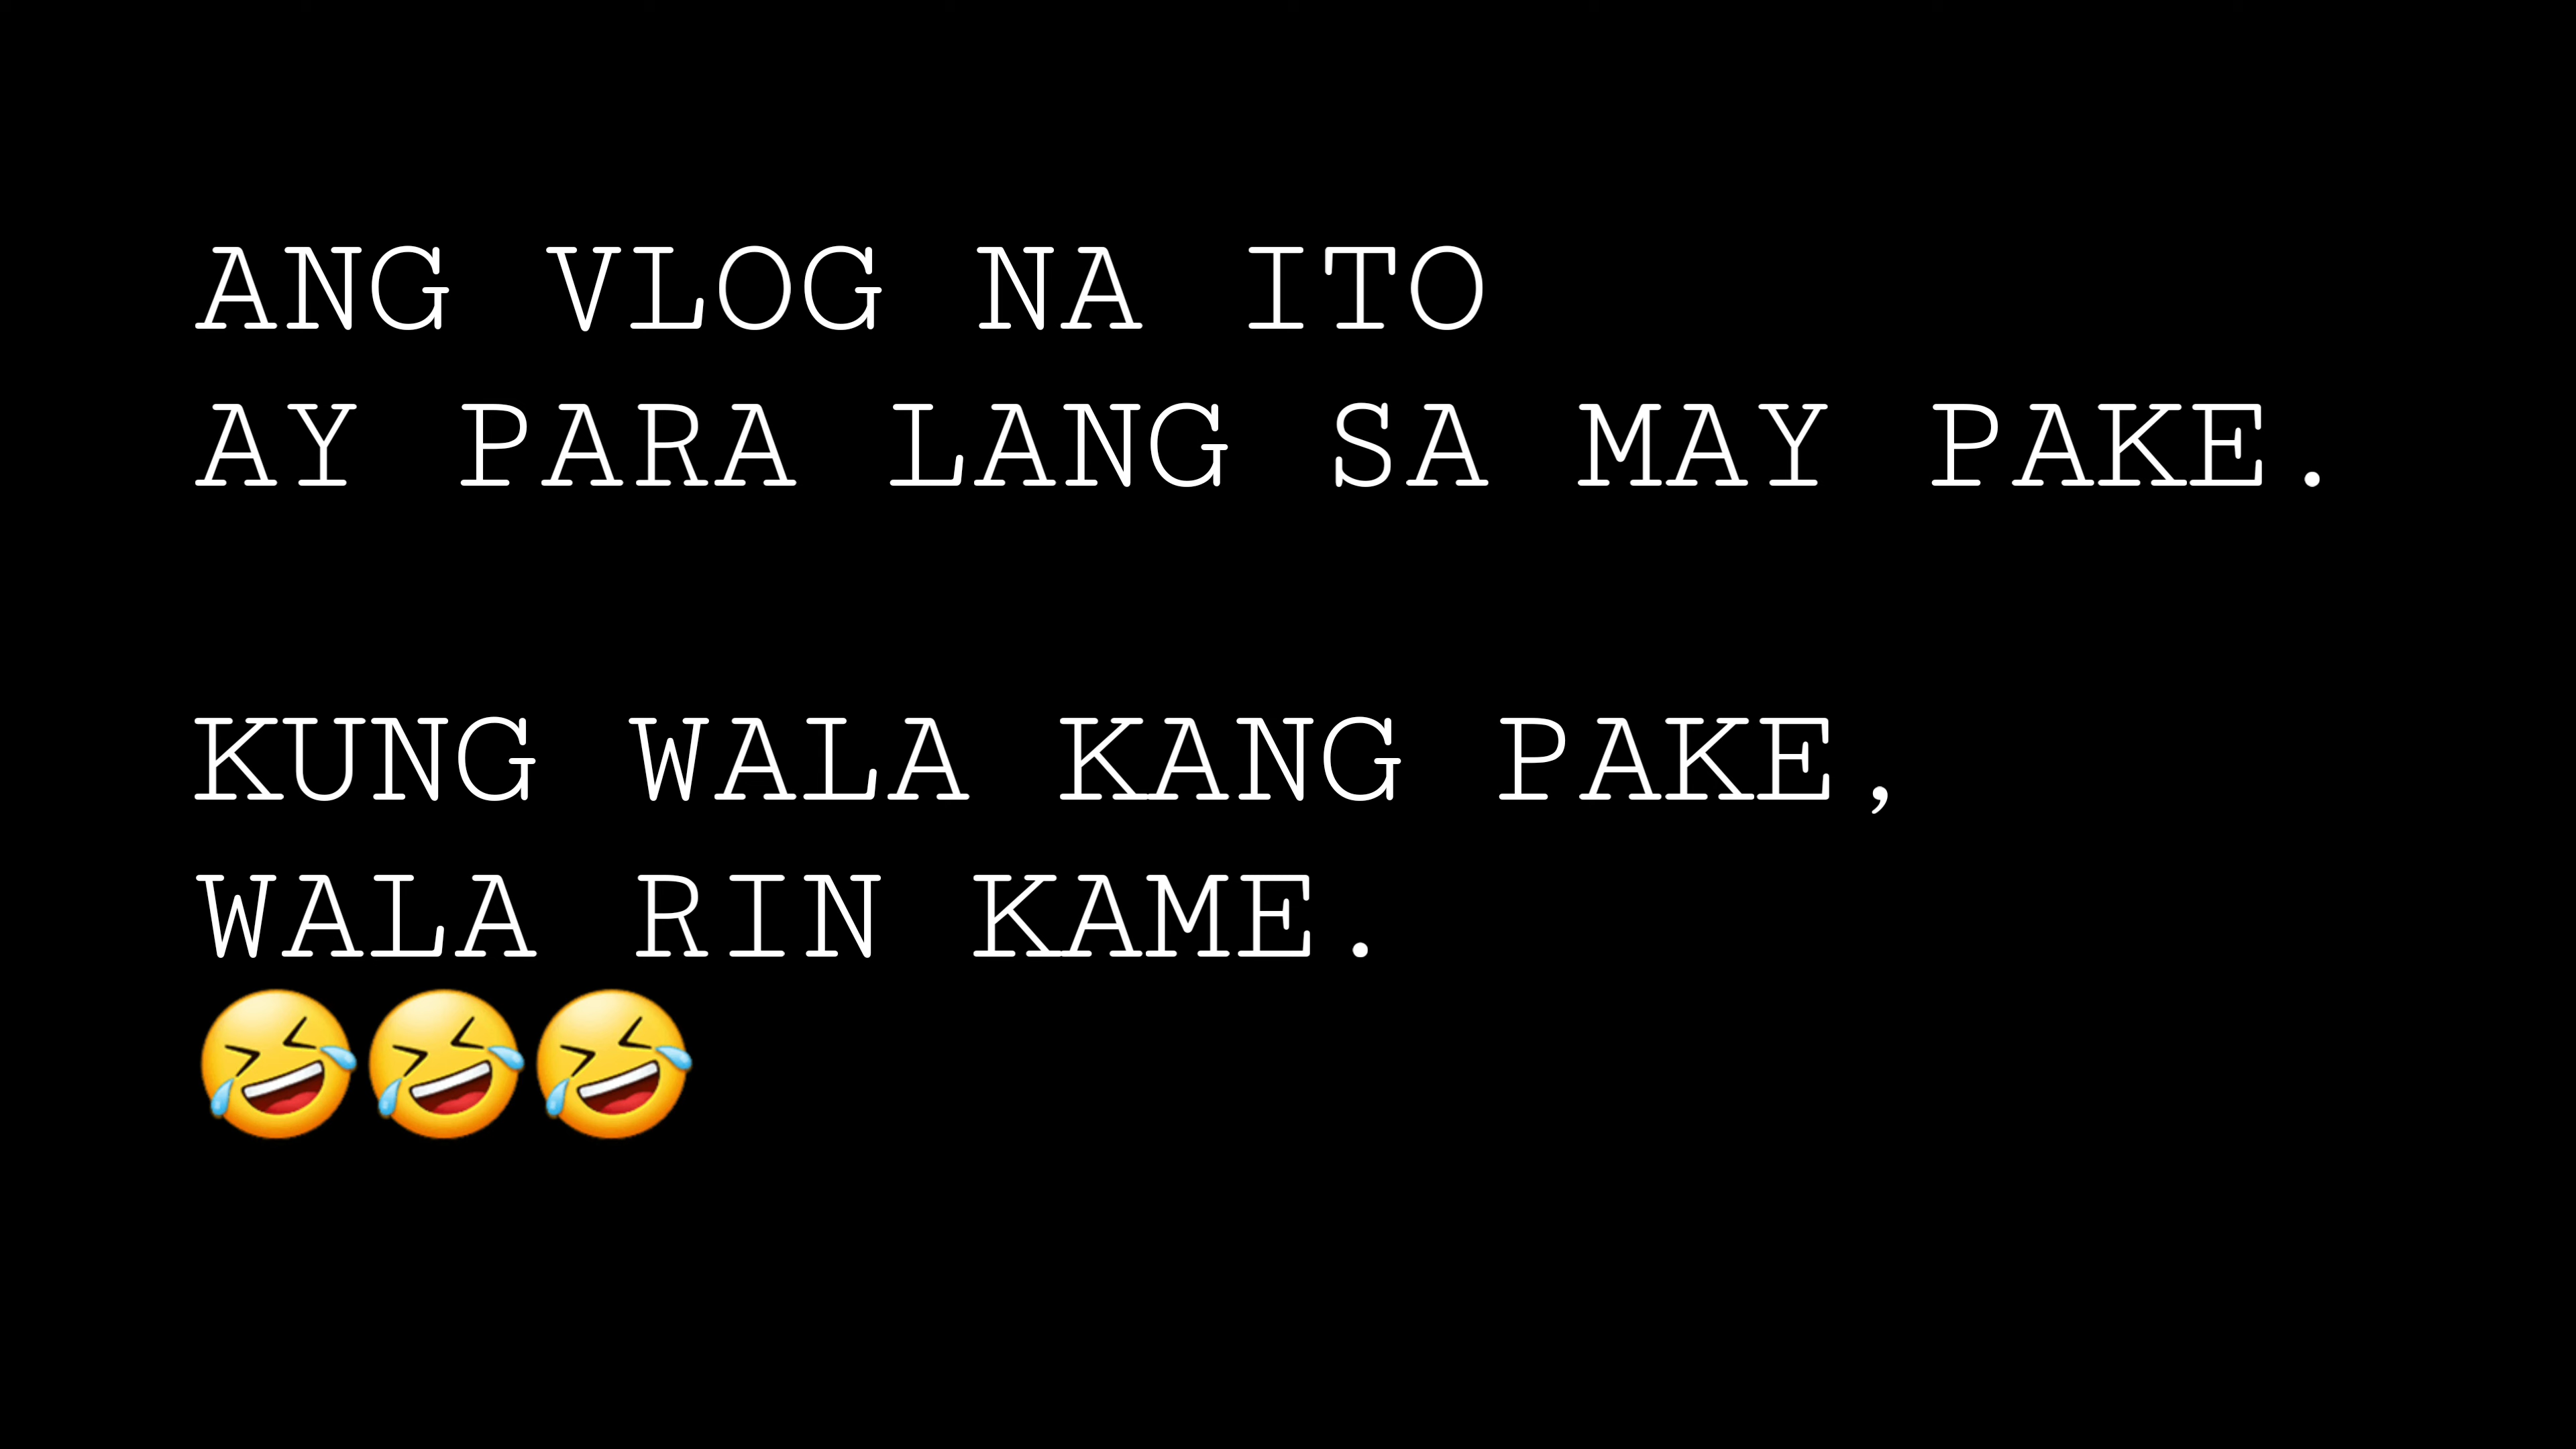 ANG VLOG NA ITO
AY PARA LANG SA MAY PAKE.
KUNG WALA KANG PAKE,
WALA RIN KAME.
🤣🤣🤣